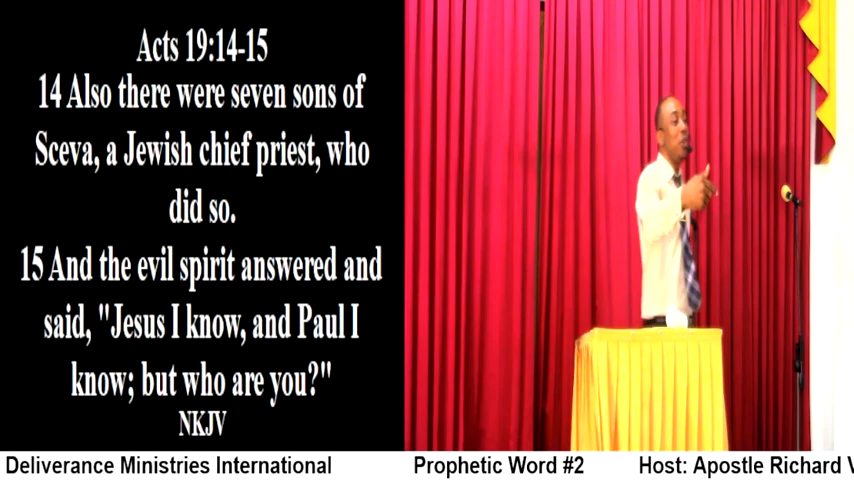 Acts 19:14-15
14 Also there were seven sons of
Sceva, a Jewish chief priest, who
did so.
15 And the evil spirit answered and
said, "Jesus I know, and Paul I
know; but who are you?"
NKJV
Deliverance Ministries International Prophetic Word #2 Host: Apostle Richard V